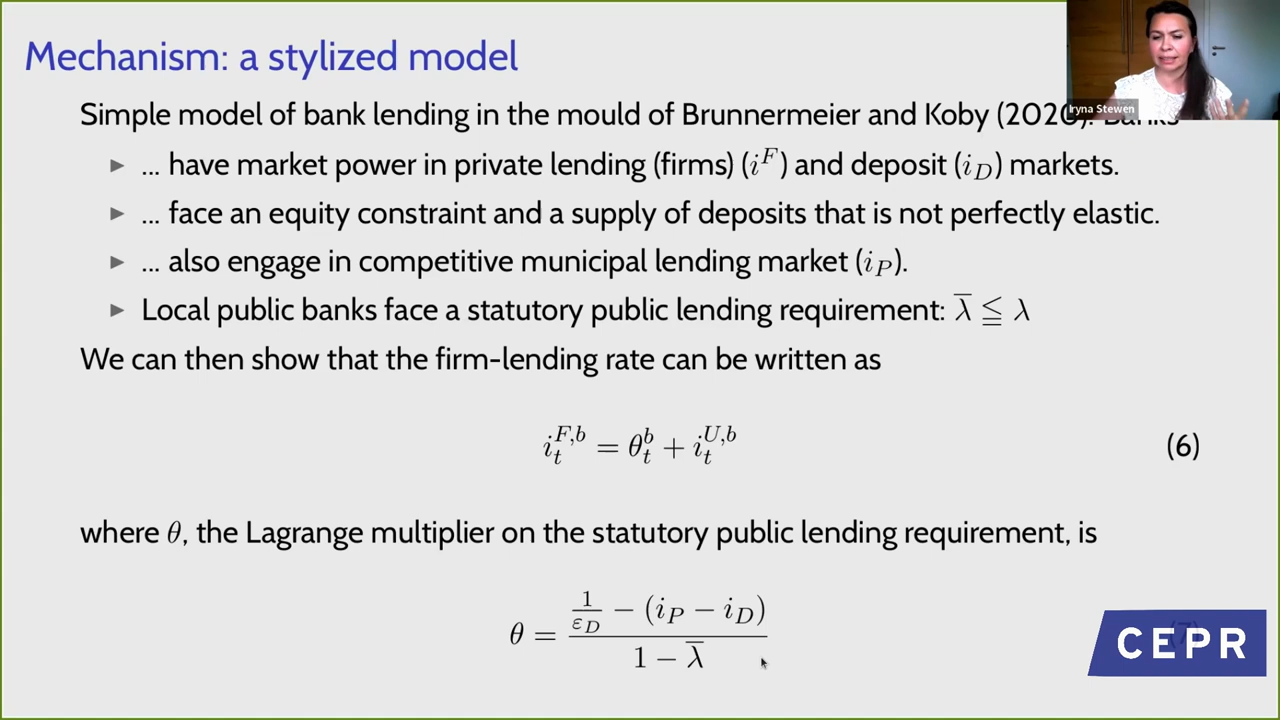 Mechanism: a stylized model
Iryna Stewen
Simple model of bank lending in the mould of Brunnermeier and Koby (2020). Banks
▶ ... have market power in private lending (firms) (i^F) and deposit (i_D) markets.
▶ ... face an equity constraint and a supply of deposits that is not perfectly elastic.
▶ ... also engage in competitive municipal lending market (i_P).
▶ Local public banks face a statutory public lending requirement: λ̅ ≦ λ
We can then show that the firm-lending rate can be written as
i_t^{F,b} = θ_t^b + i_t^{U,b} (6)
where θ, the Lagrange multiplier on the statutory public lending requirement, is
θ = \frac{\frac{1}{ε_D} − (i_P − i_D)}{1 − λ̅} (7)
CEPR